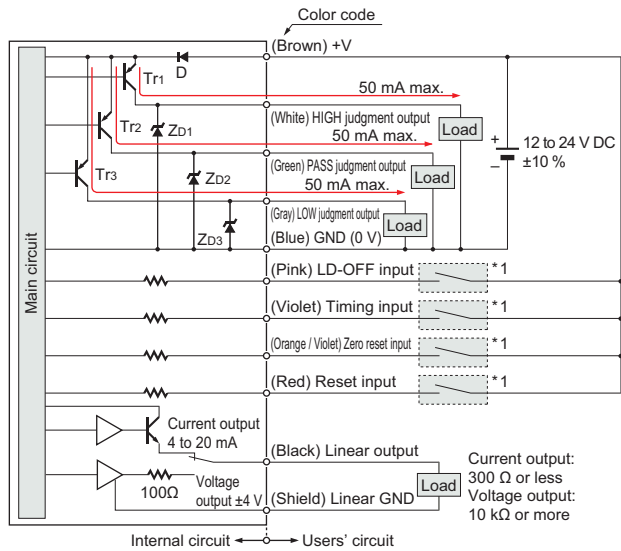 Color code
(Brown) +V
D
Tr1
50 mA max.
(White) HIGH judgment output
Load
Tr2
ZD1
50 mA max.
12 to 24 V DC
±10 %
+
−
(Green) PASS judgment output
Load
Tr3
ZD2
50 mA max.
(Gray) LOW judgment output
Load
ZD3
(Blue) GND (0 V)
Main circuit
(Pink) LD-OFF input
*1
(Violet) Timing input
*1
(Orange / Violet) Zero reset input
*1
(Red) Reset input
*1
Current output
4 to 20 mA
(Black) Linear output
Current output:
300 Ω or less
Voltage output:
10 kΩ or more
Load
100Ω
Voltage
output ±4 V
(Shield) Linear GND
Internal circuit
Users' circuit